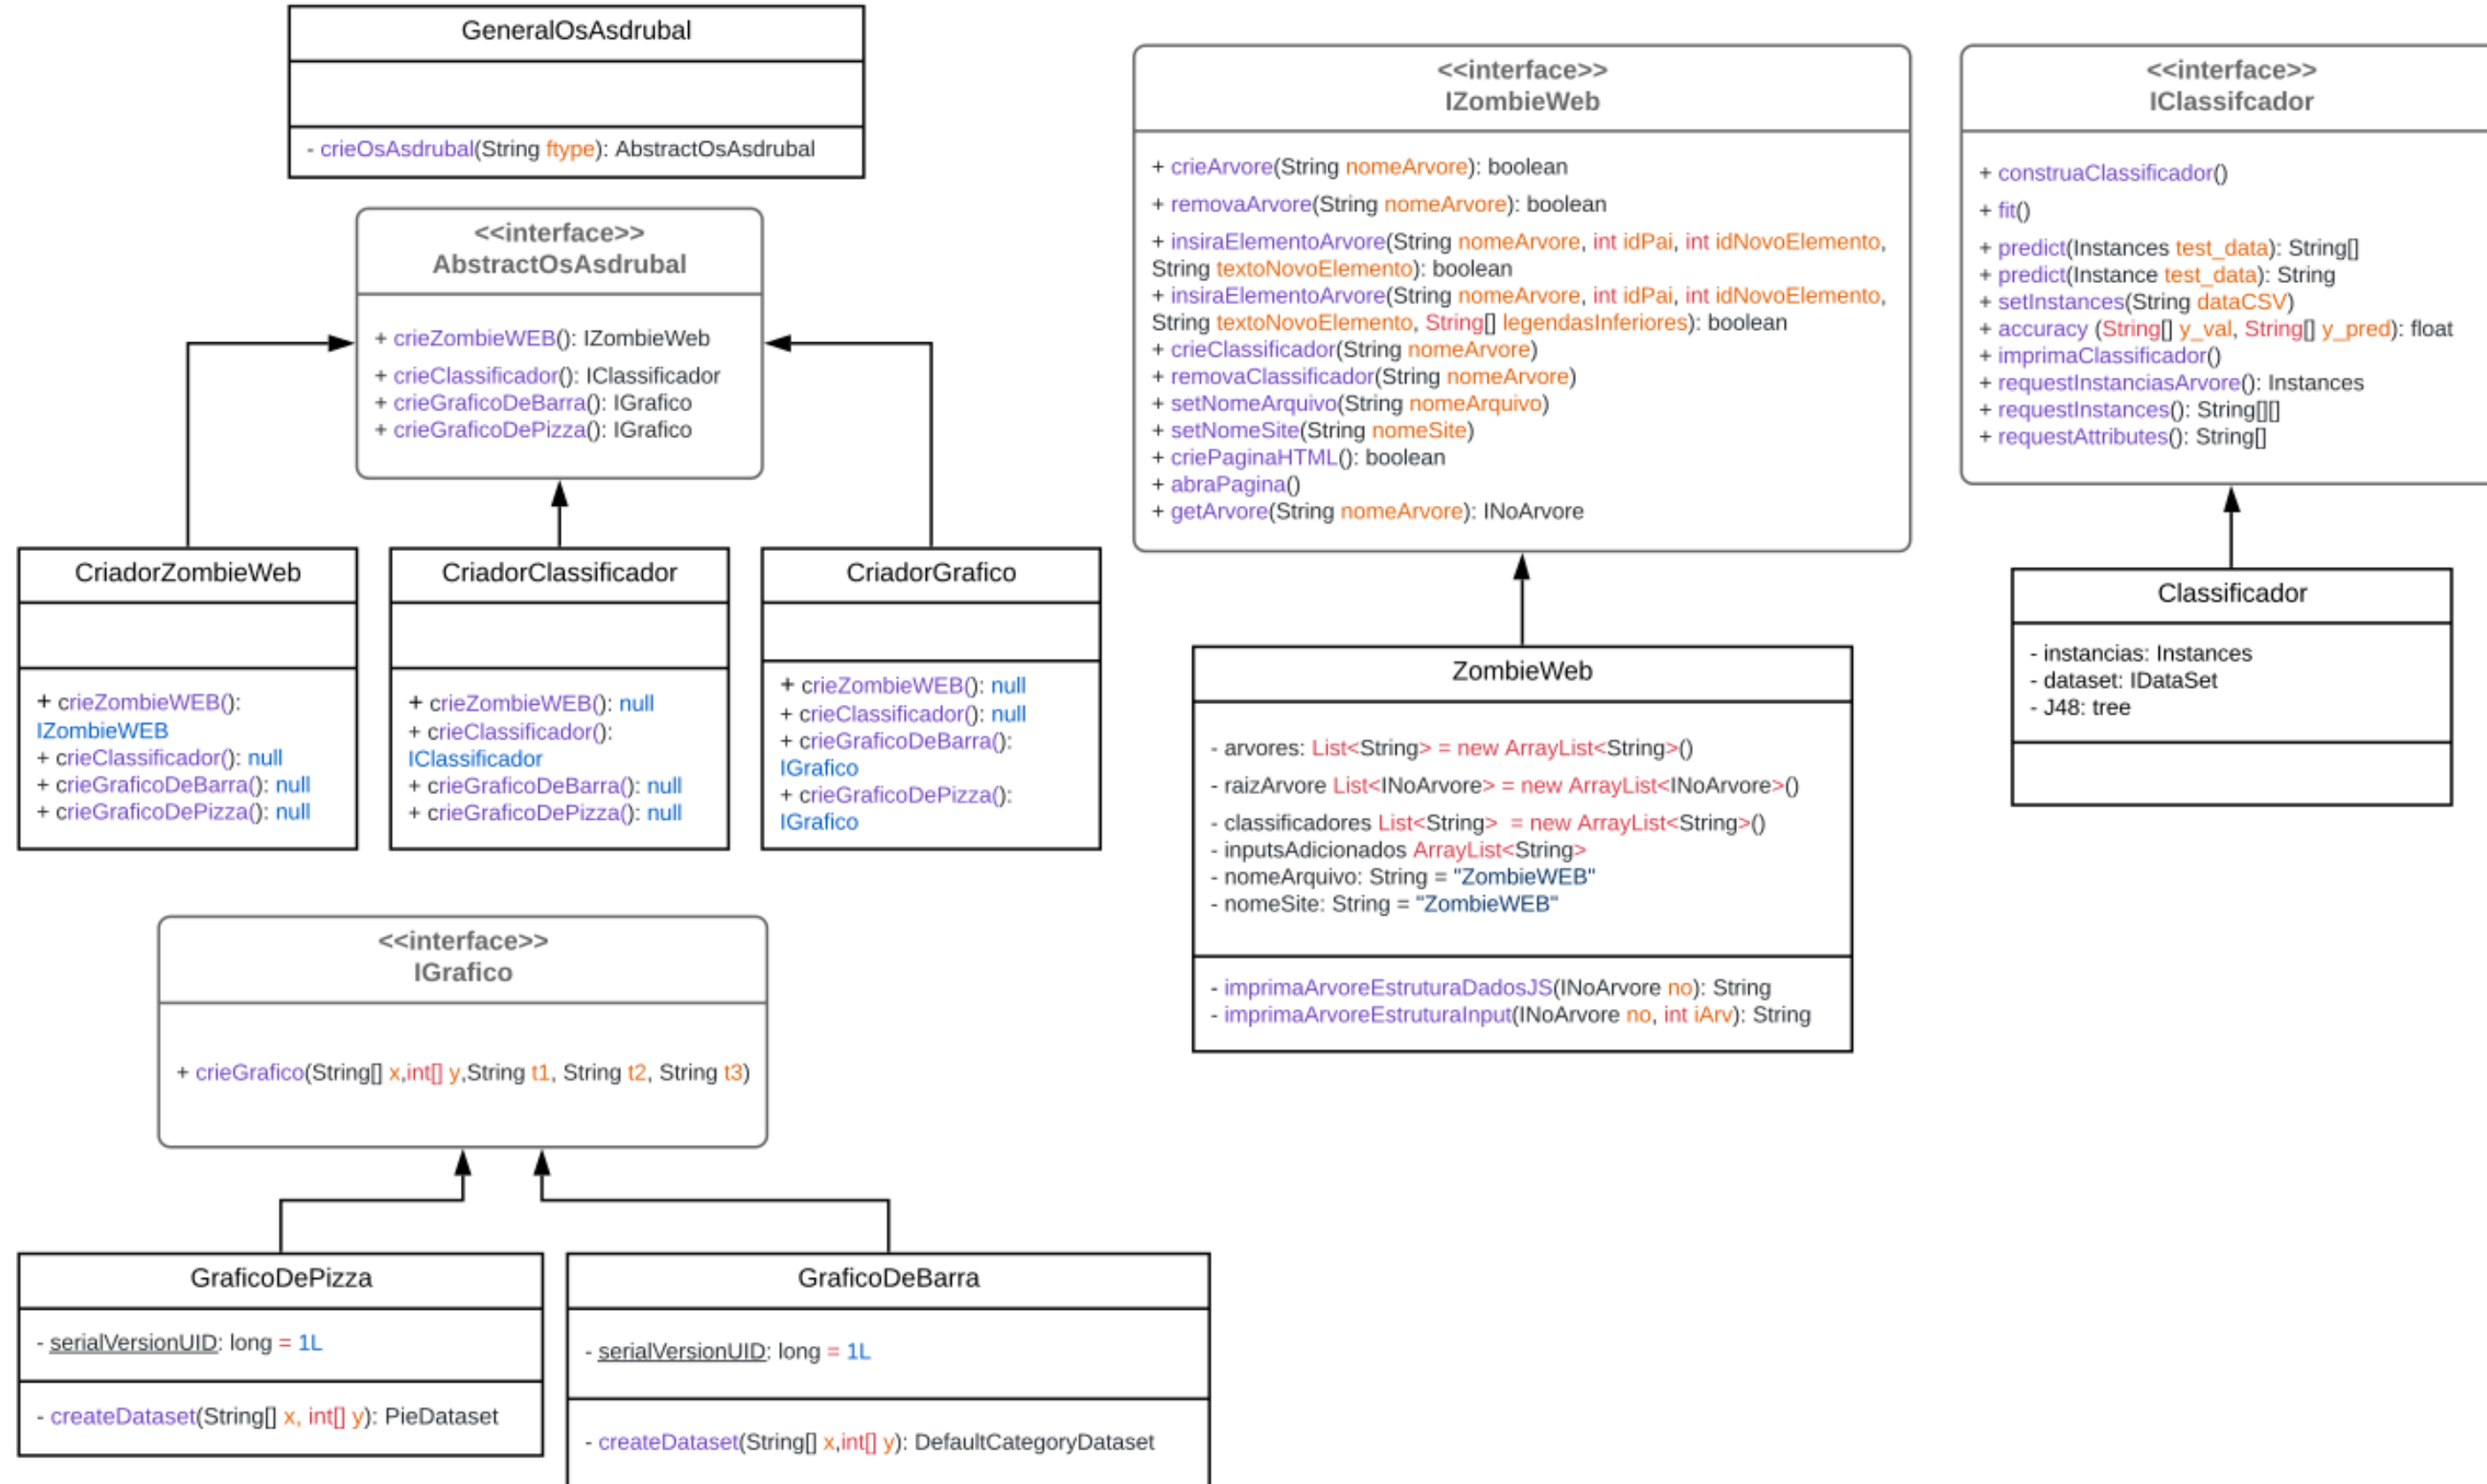 GeneralOsAsdrubal
- crieOsAsdrubal(String ftype): AbstractOsAsdrubal
<<interface>>
AbstractOsAsdrubal
+ crieZombieWEB(): IZombieWeb
+ crieClassificador(): IClassificador
+ crieGraficoDeBarra(): IGrafico
+ crieGraficoDePizza(): IGrafico
CriadorZombieWeb
+ crieZombieWEB():
IZombieWEB
+ crieClassificador(): null
+ crieGraficoDeBarra(): null
+ crieGraficoDePizza(): null
CriadorClassificador
+ crieZombieWEB(): null
+ crieClassificador():
IClassificador
+ crieGraficoDeBarra(): null
+ crieGraficoDePizza(): null
CriadorGrafico
+ crieZombieWEB(): null
+ crieClassificador(): null
+ crieGraficoDeBarra():
IGrafico
+ crieGraficoDePizza():
IGrafico
<<interface>>
IZombieWeb
+ crieArvore(String nomeArvore): boolean
+ removaArvore(String nomeArvore): boolean
+ insiraElementoArvore(String nomeArvore, int idPai, int idNovoElemento,
String textoNovoElemento): boolean
+ insiraElementoArvore(String nomeArvore, int idPai, int idNovoElemento,
String textoNovoElemento, String[] legendasInferiores): boolean
+ crieClassificador(String nomeArvore)
+ removaClassificador(String nomeArvore)
+ setNomeArquivo(String nomeArquivo)
+ setNomeSite(String nomeSite)
+ criePaginaHTML(): boolean
+ abraPagina()
+ getArvore(String nomeArvore): INoArvore
ZombieWeb
- arvores: List<String> = new ArrayList<String>()
- raizArvore List<INoArvore> = new ArrayList<INoArvore>()
- classificadores List<String> = new ArrayList<String>()
- inputsAdicionados ArrayList<String>
- nomeArquivo: String = "ZombieWEB"
- nomeSite: String = "ZombieWEB"
- imprimaArvoreEstruturaDadosJS(INoArvore no): String
- imprimaArvoreEstruturaInput(INoArvore no, int iArv): String
<<interface>>
IClassifcador
+ construaClassificador()
+ fit()
+ predict(Instances test_data): String[]
+ predict(Instance test_data): String
+ setInstances(String dataCSV)
+ accuracy (String[] y_val, String[] y_pred): float
+ imprimaClassificador()
+ requestInstanciasArvore(): Instances
+ requestInstances(): String[][]
+ requestAttributes(): String[]
Classificador
- instancias: Instances
- dataset: IDataSet
- J48: tree
<<interface>>
IGrafico
+ crieGrafico(String[] x,int[] y,String t1, String t2, String t3)
GraficoDePizza
- serialVersionUID: long = 1L
- createDataset(String[] x, int[] y): PieDataset
GraficoDeBarra
- serialVersionUID: long = 1L
- createDataset(String[] x,int[] y): DefaultCategoryDataset